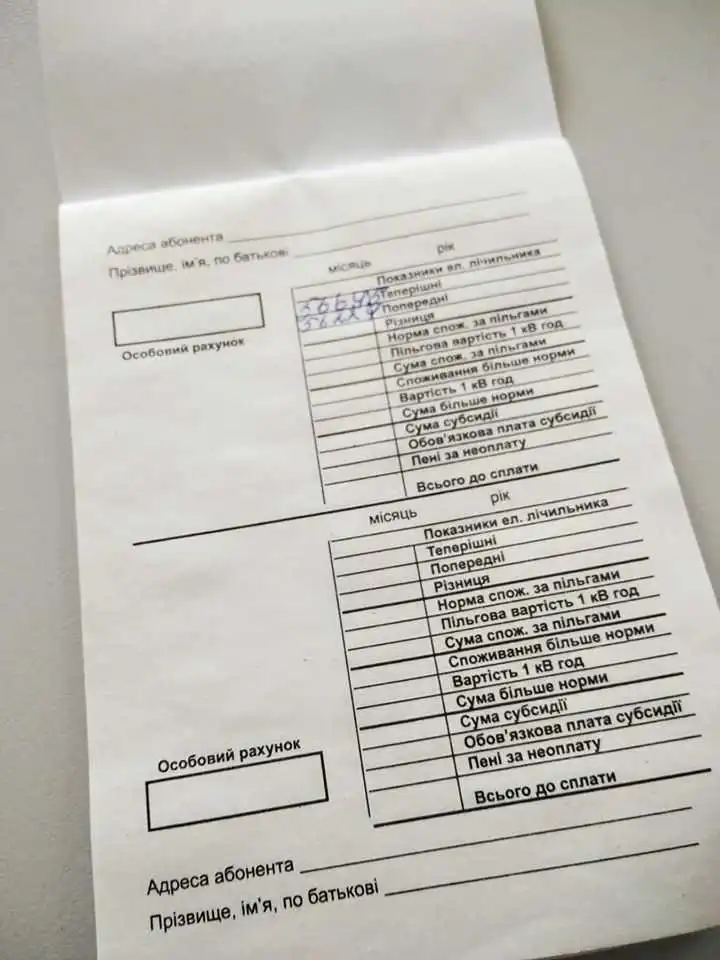 Адреса абонента
Прізвище, ім'я, по батькові
місяць рік
Показники ел. лічильника
Теперішні
Попередні
Різниця
Норма спож. за пільгами
Пільгова вартість 1 кВ год
Сума спож. за пільгами
Споживання більше норми
Вартість 1 кВ год
Сума більше норми
Сума субсидії
Обов'язкова плата субсидії
Пені за неоплату
Всього до сплати
Особовий рахунок
місяць рік
Показники ел. лічильника
Теперішні
Попередні
Різниця
Норма спож. за пільгами
Пільгова вартість 1 кВ год
Сума спож. за пільгами
Споживання більше норми
Вартість 1 кВ год
Сума більше норми
Сума субсидії
Обов'язкова плата субсидії
Пені за неоплату
Всього до сплати
Особовий рахунок
Адреса абонента
Прізвище, ім'я, по батькові